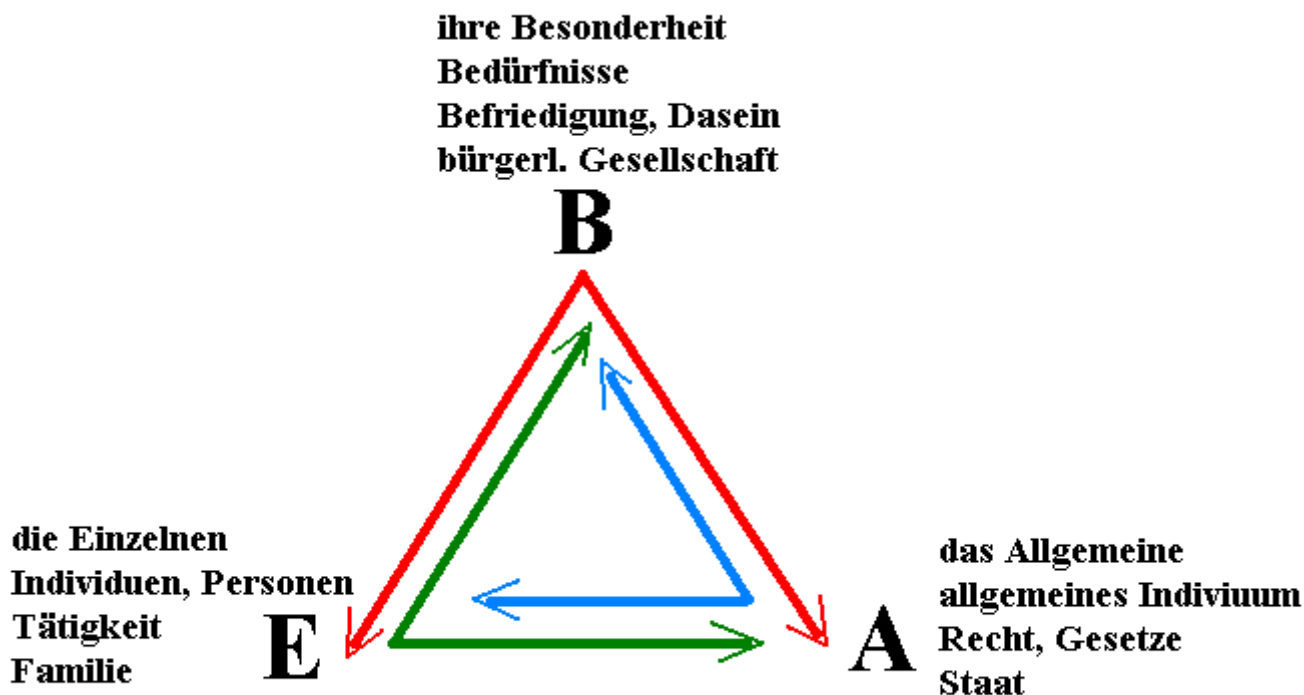 ihre Besonderheit
Bedürfnisse
Befriedigung, Dasein
bürgerl. Gesellschaft
B
die Einzelnen
Individuen, Personen
Tätigkeit
Familie
E
A
das Allgemeine
allgemeines Indiviuum
Recht, Gesetze
Staat